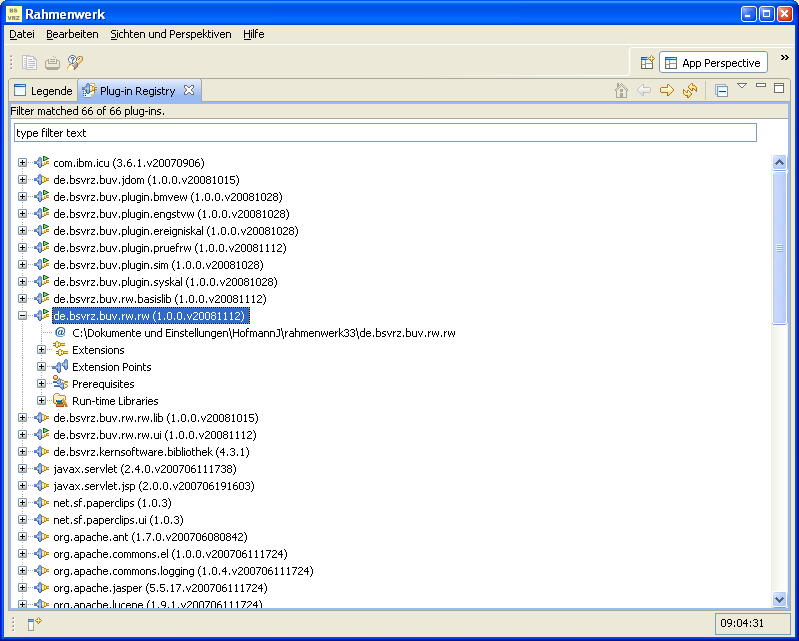 BS VRZ
Rahmenwerk
Datei Bearbeiten Sichten und Perspektiven Hilfe
App Perspective
Legende Plug-in Registry
Filter matched 66 of 66 plug-ins.
type filter text
com.ibm.icu (3.6.1.v20070906)
de.bsvrz.buv.jdom (1.0.0.v20081015)
de.bsvrz.buv.plugin.bmvew (1.0.0.v20081028)
de.bsvrz.buv.plugin.engstvw (1.0.0.v20081028)
de.bsvrz.buv.plugin.ereigniskal (1.0.0.v20081028)
de.bsvrz.buv.plugin.pruefrw (1.0.0.v20081112)
de.bsvrz.buv.plugin.sim (1.0.0.v20081028)
de.bsvrz.buv.plugin.syskal (1.0.0.v20081028)
de.bsvrz.buv.rw.basislib (1.0.0.v20081112)
de.bsvrz.buv.rw.rw (1.0.0.v20081112)
C:\Dokumente und Einstellungen\HofmannJ\rahmenwerk33\de.bsvrz.buv.rw.rw
Extensions
Extension Points
Prerequisites
Run-time Libraries
de.bsvrz.buv.rw.rw.lib (1.0.0.v20081015)
de.bsvrz.buv.rw.rw.ui (1.0.0.v20081112)
de.bsvrz.kernsoftware.bibliothek (4.3.1)
javax.servlet (2.4.0.v200706111738)
javax.servlet.jsp (2.0.0.v200706191603)
net.sf.paperclips (1.0.3)
net.sf.paperclips.ui (1.0.3)
org.apache.ant (1.7.0.v200706080842)
org.apache.commons.el (1.0.0.v200706111724)
org.apache.commons.logging (1.0.4.v200706111724)
org.apache.jasper (5.5.17.v200706111724)
org.apache.lucene (1.9.1.v200706111724)
09:04:31